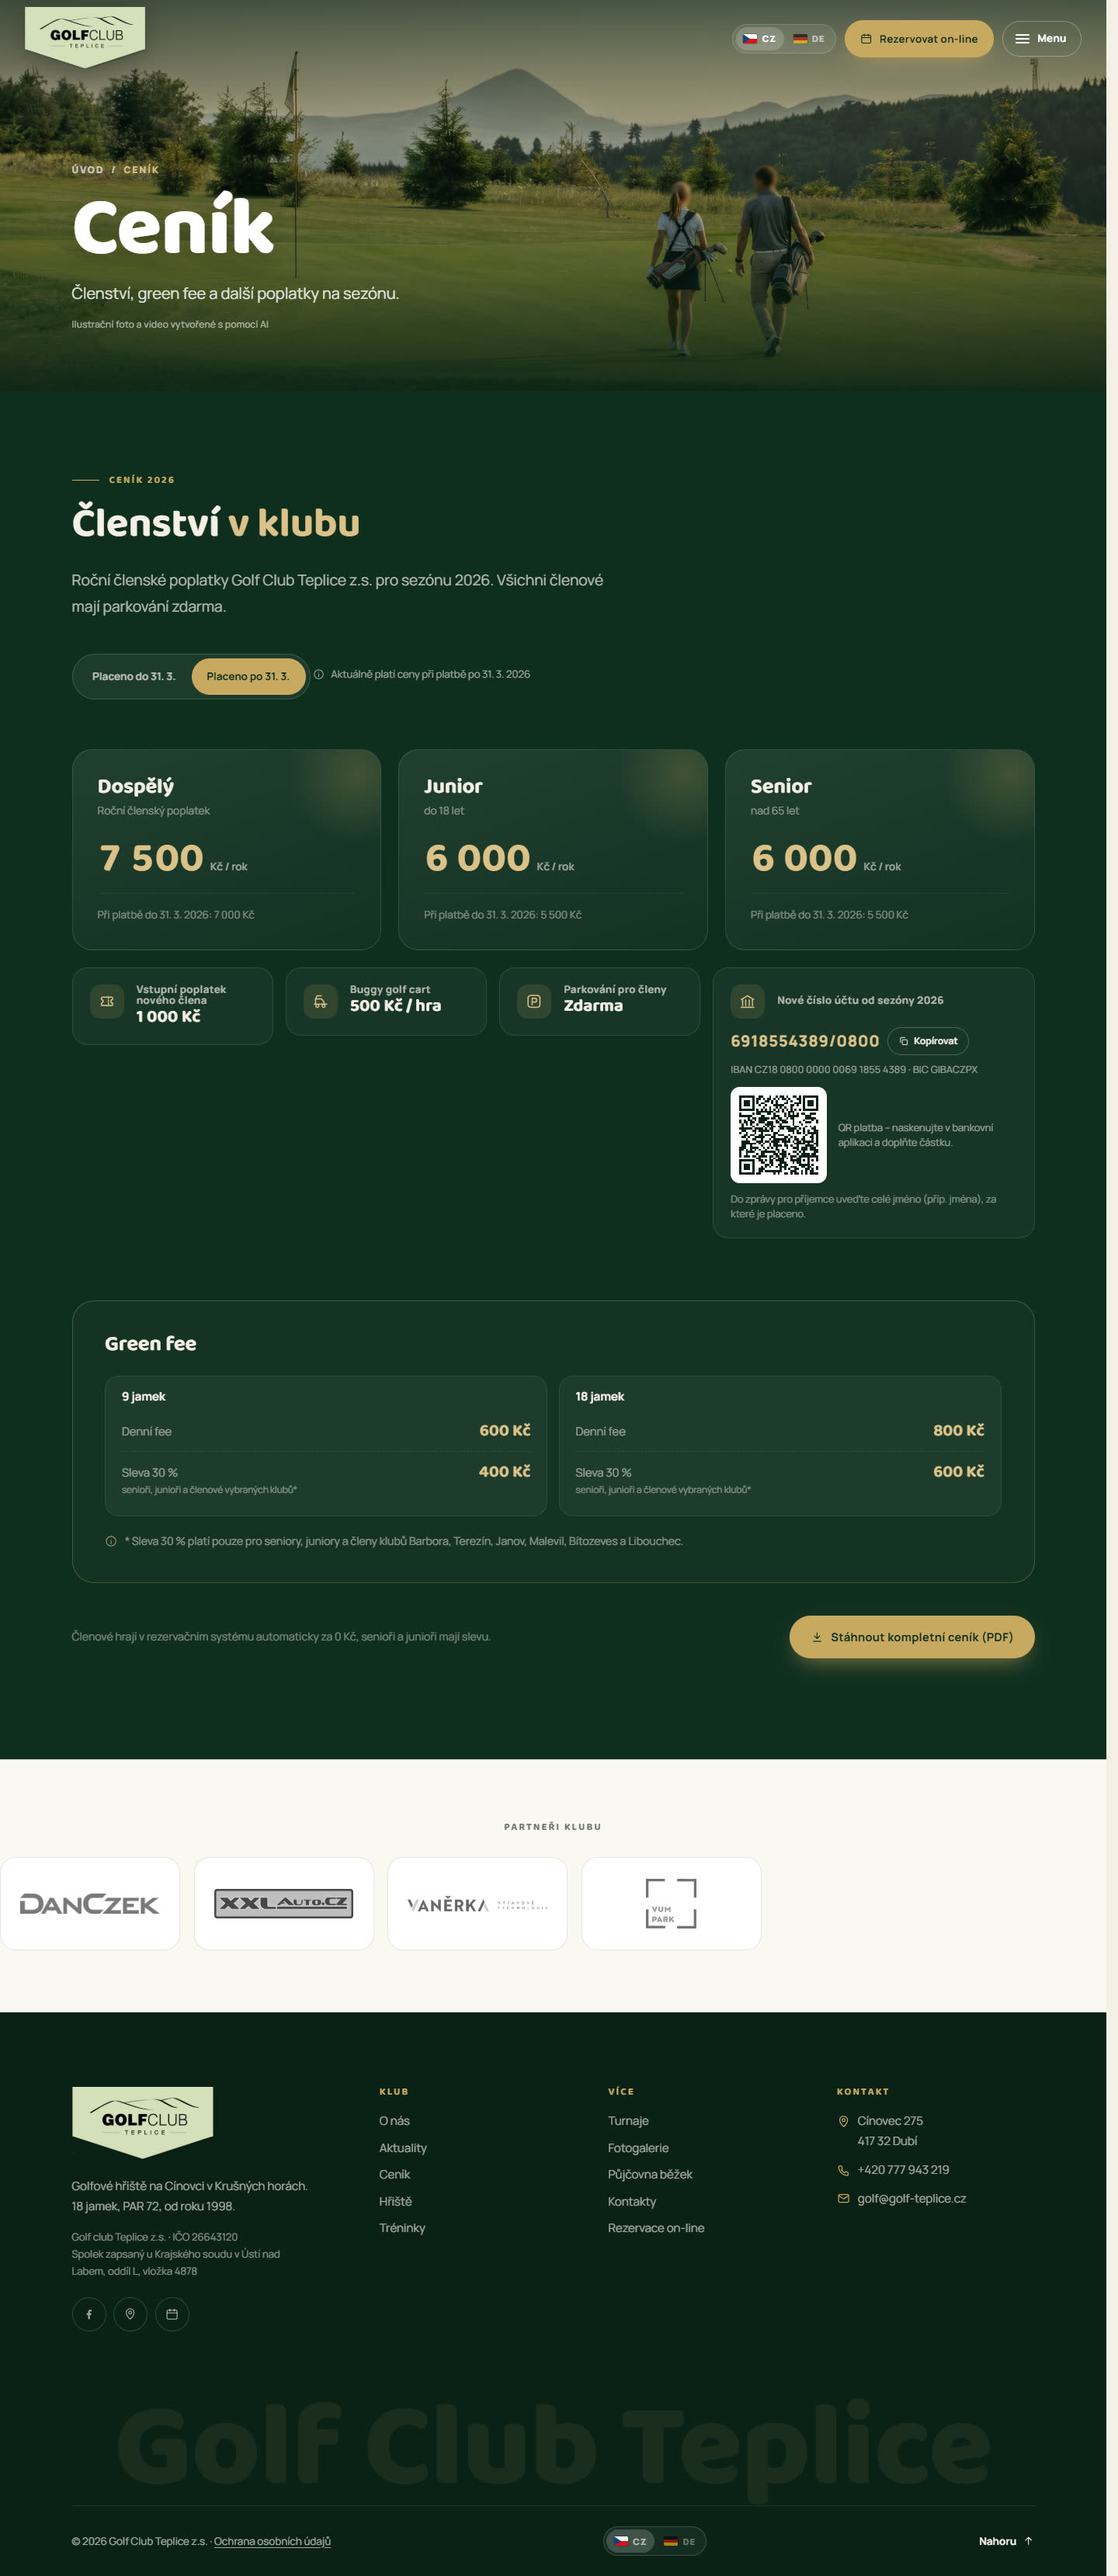 GOLFCLUB
TEPLICE
CZ
DE
Rezervovat on-line
Menu
ÚVOD / CENÍK
Ceník
Členství, green fee a další poplatky na sezónu.
Ilustrační foto a video vytvořené s pomocí AI
CENÍK 2026
Členství v klubu
Roční členské poplatky Golf Club Teplice z.s. pro sezónu 2026. Všichni členové
mají parkování zdarma.
Placeno do 31. 3.
Placeno po 31. 3.
Aktuálně platí ceny při platbě po 31. 3. 2026
Dospělý
Roční členský poplatek
7 500 Kč / rok
Při platbě do 31. 3. 2026: 7 000 Kč
Junior
do 18 let
6 000 Kč / rok
Při platbě do 31. 3. 2026: 5 500 Kč
Senior
nad 65 let
6 000 Kč / rok
Při platbě do 31. 3. 2026: 5 500 Kč
Vstupní poplatek
nového člena
1 000 Kč
Buggy golf cart
500 Kč / hra
Parkování pro členy
Zdarma
Nové číslo účtu od sezóny 2026
6918554389/0800
Kopírovat
IBAN CZ18 0800 0000 0069 1855 4389 · BIC GIBACZPX
QR platba – naskenujte v bankovní
aplikaci a doplňte částku.
Do zprávy pro příjemce uveďte celé jméno (příp. jména), za
které je placeno.
Green fee
9 jamek
Denní fee
600 Kč
Sleva 30 %
400 Kč
senioři, junioři a členové vybraných klubů*
18 jamek
Denní fee
800 Kč
Sleva 30 %
600 Kč
senioři, junioři a členové vybraných klubů*
* Sleva 30 % platí pouze pro seniory, juniory a členy klubů Barbora, Terezín, Janov, Malevil, Bítozeves a Libouchec.
Členové hrají v rezervačním systému automaticky za 0 Kč, senioři a junioři mají slevu.
Stáhnout kompletní ceník (PDF)
PARTNEŘI KLUBU
DANCZEK
XXL AUTO.CZ
VANĚRKA
VÝTAHOVÉ
TECHNOLOGIE
VUM
PARK
GOLFCLUB
TEPLICE
Golfové hřiště na Cínovci v Krušných horách.
18 jamek, PAR 72, od roku 1998.
Golf club Teplice z.s. · IČO 26643120
Spolek zapsaný u Krajského soudu v Ústí nad
Labem, oddíl L, vložka 4878
KLUB
O nás
Aktuality
Ceník
Hřiště
Tréninky
VÍCE
Turnaje
Fotogalerie
Půjčovna běžek
Kontakty
Rezervace on-line
KONTAKT
Cínovec 275
417 32 Dubí
+420 777 943 219
golf@golf-teplice.cz
Golf Club Teplice
© 2026 Golf Club Teplice z.s. · Ochrana osobních údajů
CZ
DE
Nahoru